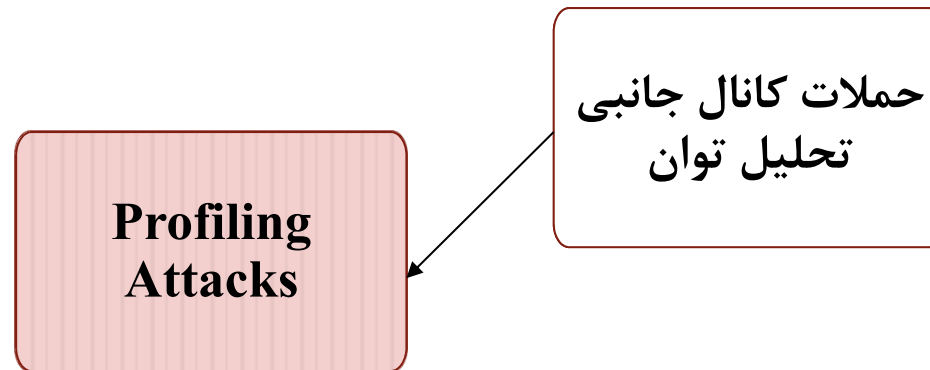 حملات کانال جانبی
تحلیل توان
Profiling
Attacks